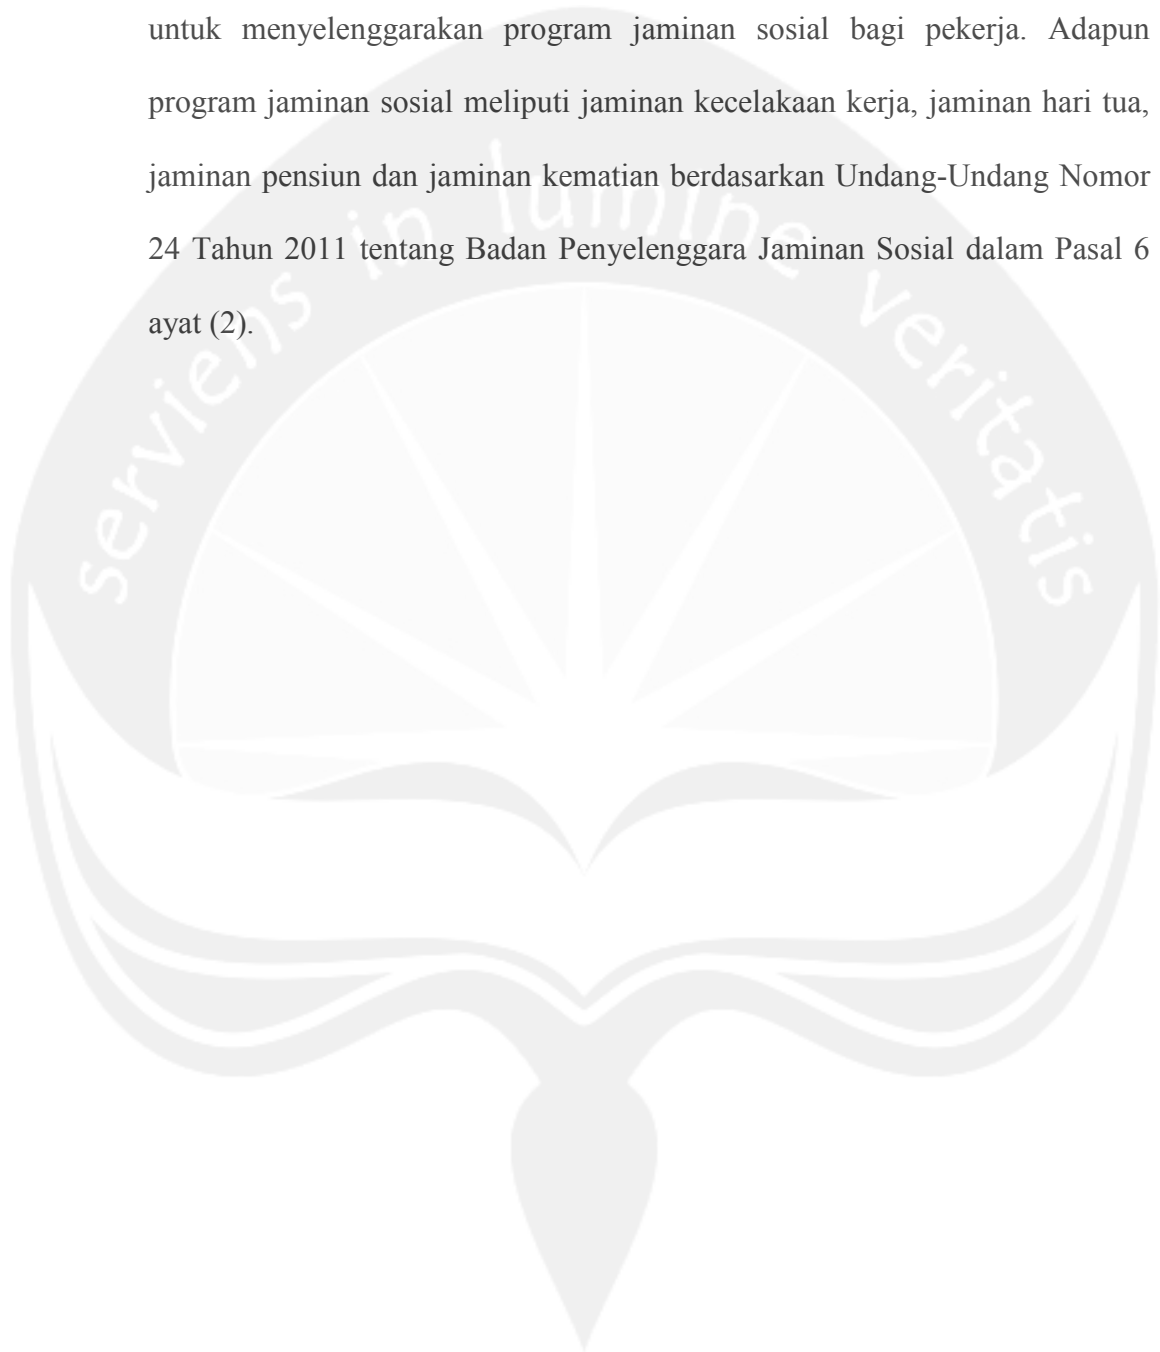 untuk menyelenggarakan program jaminan sosial bagi pekerja. Adapun
program jaminan sosial meliputi jaminan kecelakaan kerja, jaminan hari tua,
jaminan pensiun dan jaminan kematian berdasarkan Undang-Undang Nomor
24 Tahun 2011 tentang Badan Penyelenggara Jaminan Sosial dalam Pasal 6
ayat (2).
serviens in lumine veritatis